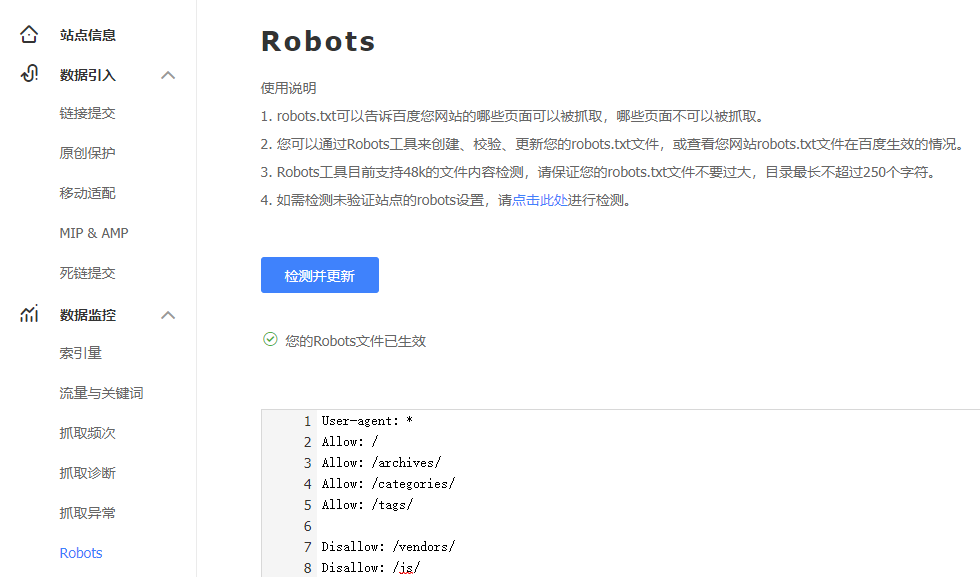 站点信息
数据引入
链接提交
原创保护
移动适配
MIP & AMP
死链提交
数据监控
索引量
流量与关键词
抓取频次
抓取诊断
抓取异常
Robots
Robots
使用说明
1. robots.txt可以告诉百度您网站的哪些页面可以被抓取，哪些页面不可以被抓取。
2. 您可以通过Robots工具来创建、校验、更新您的robots.txt文件，或查看您网站robots.txt文件在百度生效的情况。
3. Robots工具目前支持48k的文件内容检测，请保证您的robots.txt文件不要过大，目录最长不超过250个字符。
4. 如需检测未验证站点的robots设置，请点击此处进行检测。
检测并更新
您的Robots文件已生效
1 User-agent: *
2 Allow: /
3 Allow: /archives/
4 Allow: /categories/
5 Allow: /tags/
6
7 Disallow: /vendors/
8 Disallow: /js/